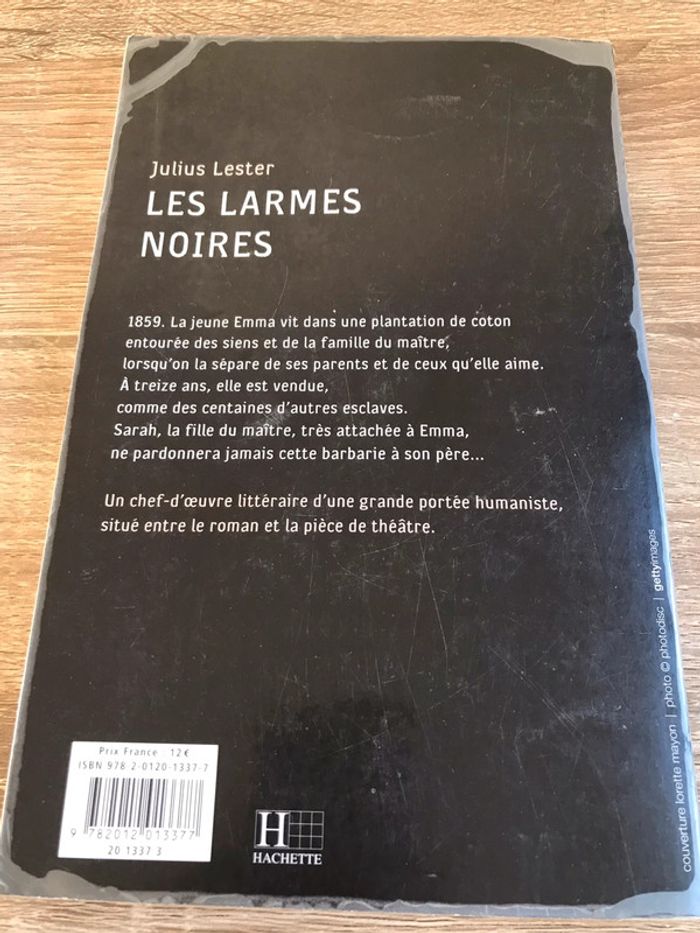 Julius Lester
LES LARMES
NOIRES
1859. La jeune Emma vit dans une plantation de coton
entourée des siens et de la famille du maître,
lorsqu'on la sépare de ses parents et de ceux qu'elle aime.
À treize ans, elle est vendue,
comme des centaines d'autres esclaves.
Sarah, la fille du maître, très attachée à Emma,
ne pardonnera jamais cette barbarie à son père...
Un chef-d'œuvre littéraire d'une grande portée humaniste,
situé entre le roman et la pièce de théâtre.
couverture lorette mayon | photo © photodisc | gettyimages
Prix France : 12 €
ISBN 978 2-0120-1337-7
9 782012 013377
20 1337 3
H
HACHETTE